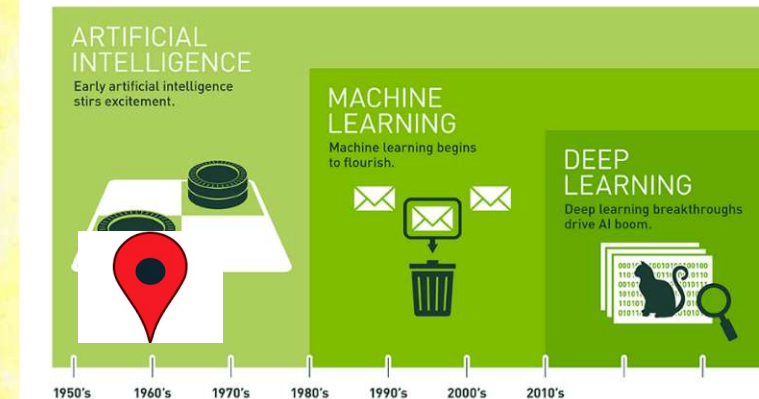 ARTIFICIAL
INTELLIGENCE
Early artificial intelligence
stirs excitement.
MACHINE
LEARNING
Machine learning begins
to flourish.
DEEP
LEARNING
Deep learning breakthroughs
drive AI boom.
1950's 1960's 1970's 1980's 1990's 2000's 2010's